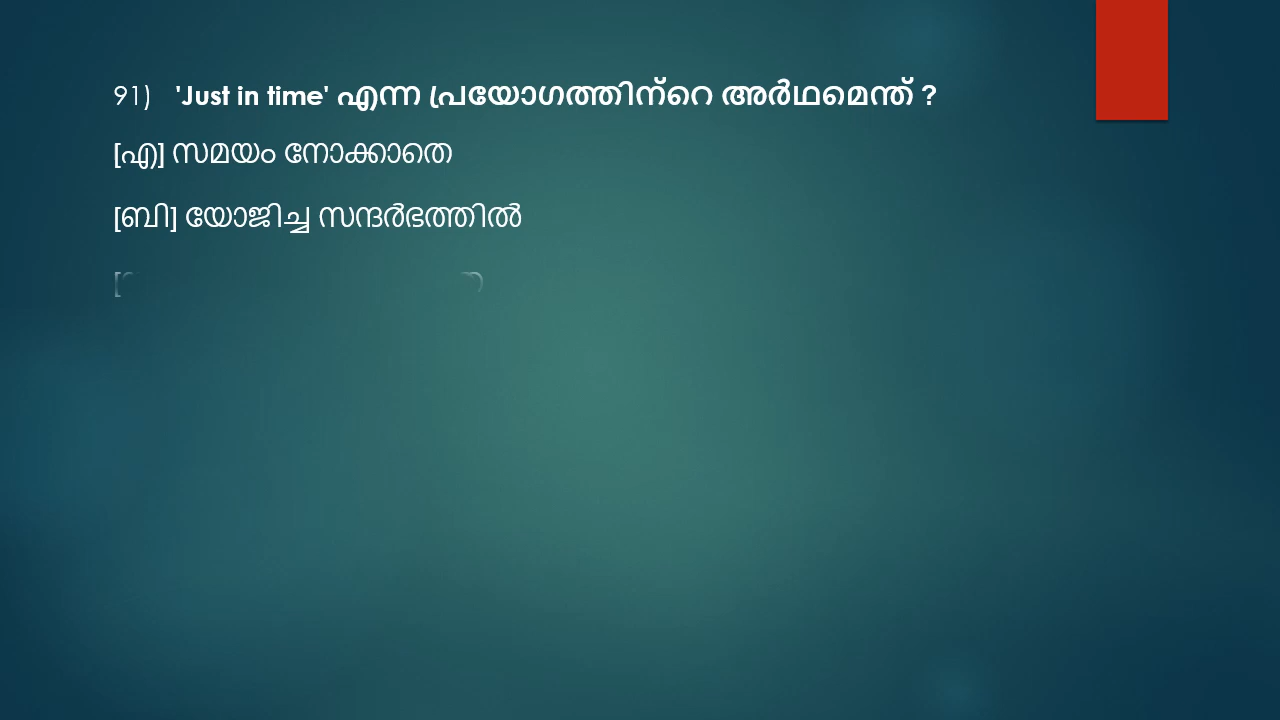 91) 'Just in time' എന്ന പ്രയോഗത്തിന്റെ അർഥമെന്ത് ?
[എ] സമയം നോക്കാതെ
[ബി] യോജിച്ച സന്ദർഭത്തിൽ